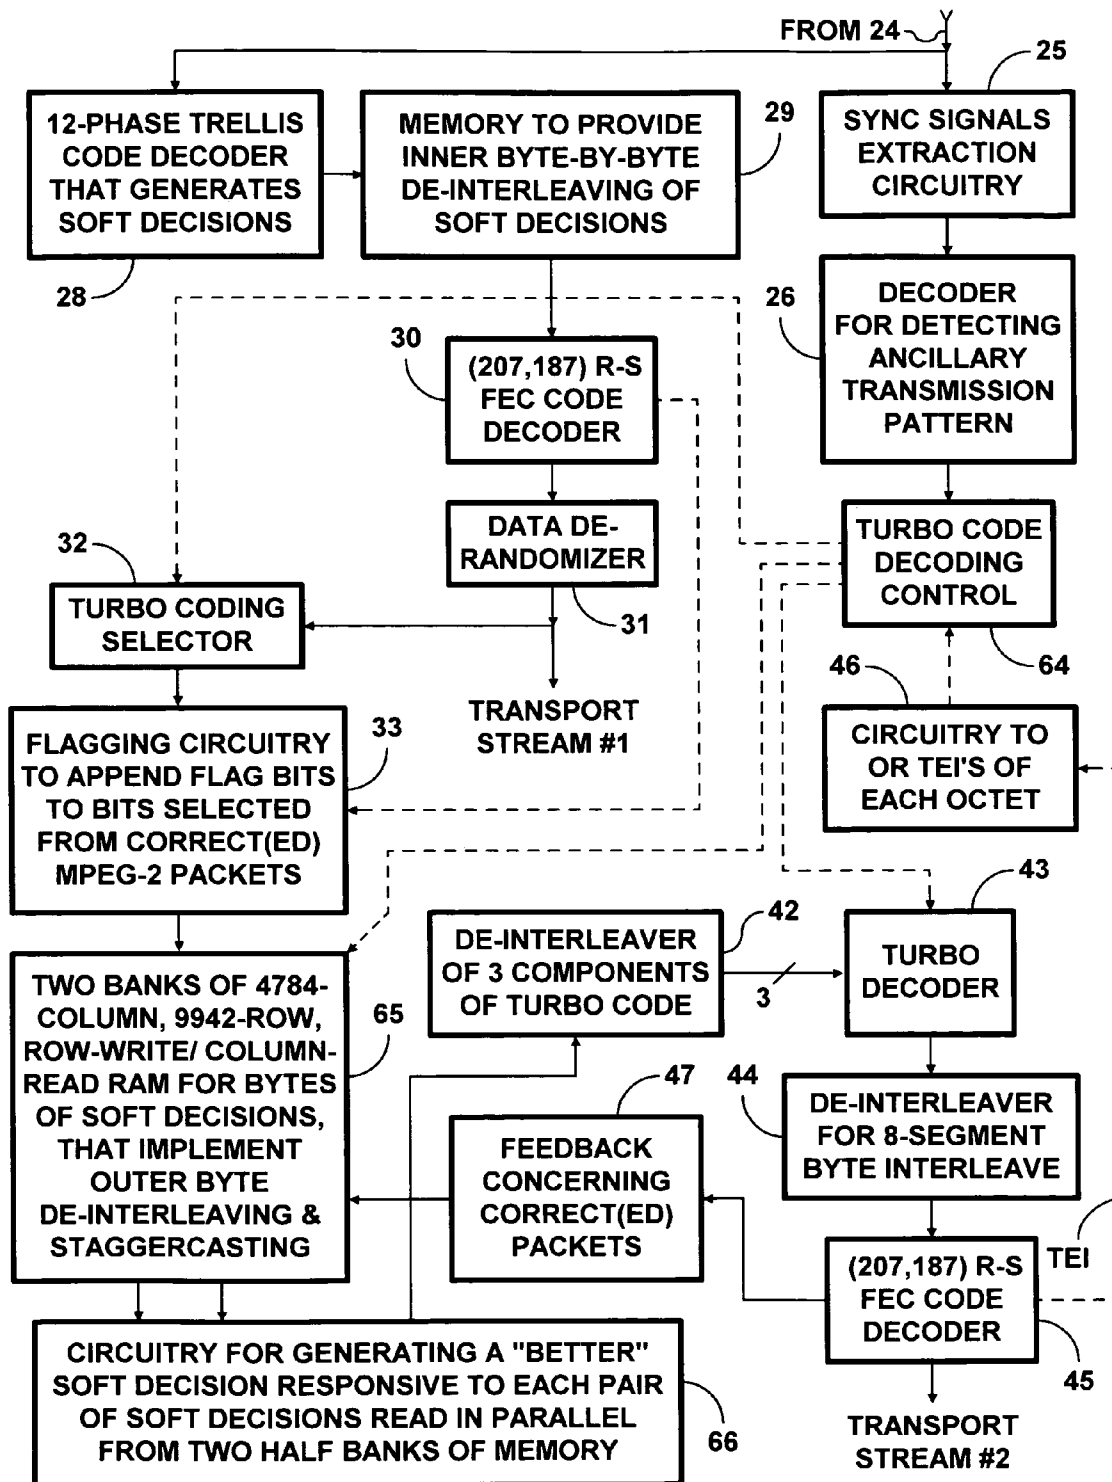 FROM 24
25
12-PHASE TRELLIS
CODE DECODER
THAT GENERATES
SOFT DECISIONS
28
MEMORY TO PROVIDE
INNER BYTE-BY-BYTE
DE-INTERLEAVING OF
SOFT DECISIONS
29
SYNC SIGNALS
EXTRACTION
CIRCUITRY
26
DECODER
FOR DETECTING
ANCILLARY
TRANSMISSION
PATTERN
30
(207,187) R-S
FEC CODE
DECODER
DATA DE-
RANDOMIZER
31
TURBO CODE
DECODING
CONTROL
64
32
TURBO CODING
SELECTOR
TRANSPORT
STREAM #1
46
CIRCUITRY TO
OR TEI'S OF
EACH OCTET
33
FLAGGING CIRCUITRY
TO APPEND FLAG BITS
TO BITS SELECTED
FROM CORRECT(ED)
MPEG-2 PACKETS
42
DE-INTERLEAVER
OF 3 COMPONENTS
OF TURBO CODE
3
43
TURBO
DECODER
TWO BANKS OF 4784-
COLUMN, 9942-ROW,
ROW-WRITE/ COLUMN-
READ RAM FOR BYTES
OF SOFT DECISIONS,
THAT IMPLEMENT
OUTER BYTE
DE-INTERLEAVING &
STAGGERCASTING
65
47
FEEDBACK
CONCERNING
CORRECT(ED)
PACKETS
44
DE-INTERLEAVER
FOR 8-SEGMENT
BYTE INTERLEAVE
TEI
(207,187) R-S
FEC CODE
DECODER
45
CIRCUITRY FOR GENERATING A "BETTER"
SOFT DECISION RESPONSIVE TO EACH PAIR
OF SOFT DECISIONS READ IN PARALLEL
FROM TWO HALF BANKS OF MEMORY
66
TRANSPORT
STREAM #2